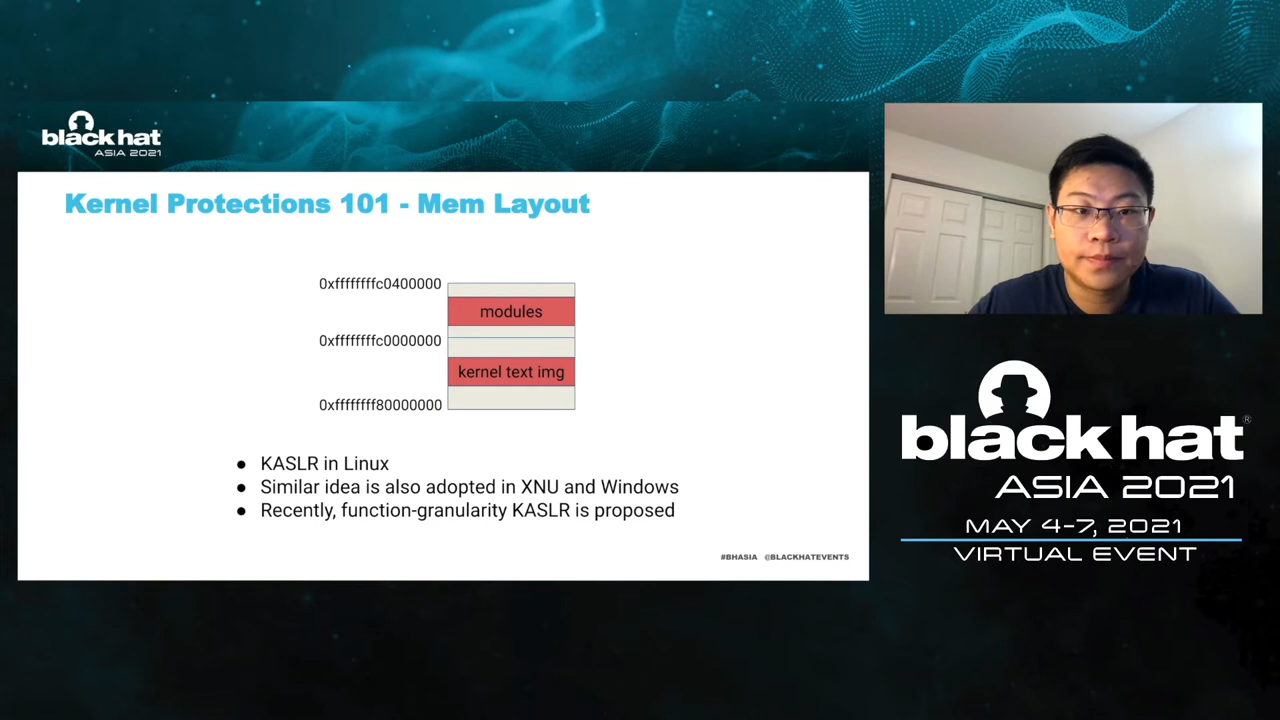 black hat
ASIA 2021
Kernel Protections 101 - Mem Layout
0xffffffffc0400000
modules
0xffffffffc0000000
kernel text img
0xffffffff80000000
● KASLR in Linux
● Similar idea is also adopted in XNU and Windows
● Recently, function-granularity KASLR is proposed
#BHASIA @BLACKHATEVENTS
black hat®
ASIA 2021
MAY 4-7, 2021
VIRTUAL EVENT